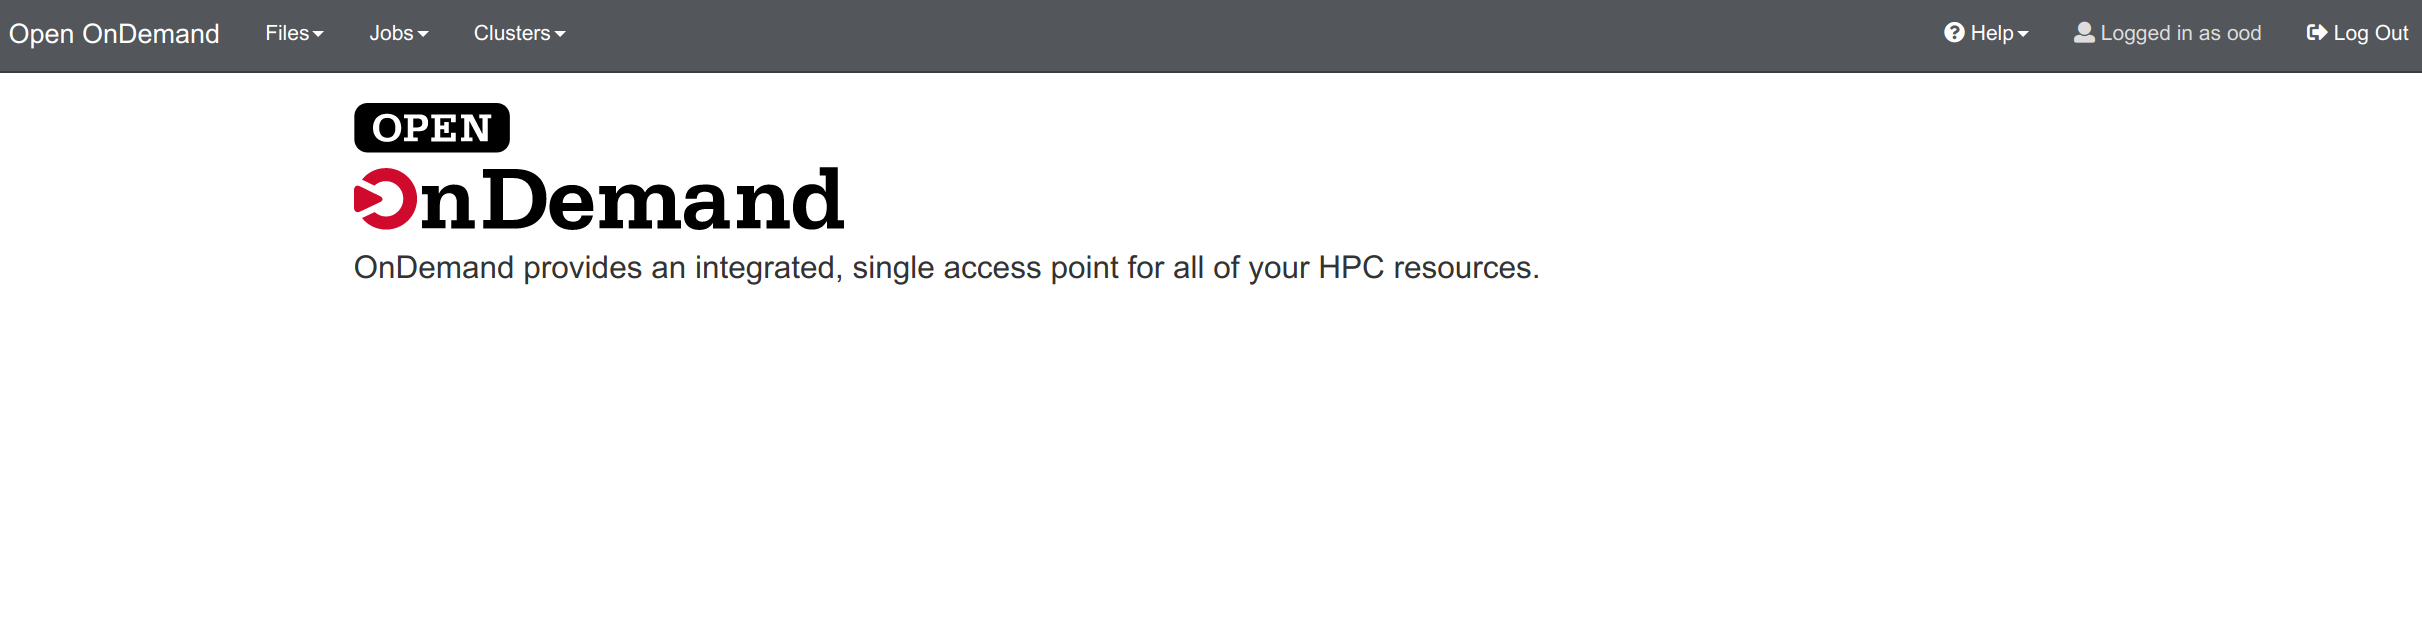 Open OnDemand Files Jobs Clusters Help Logged in as ood Log Out
OPEN
OnDemand
OnDemand provides an integrated, single access point for all of your HPC resources.